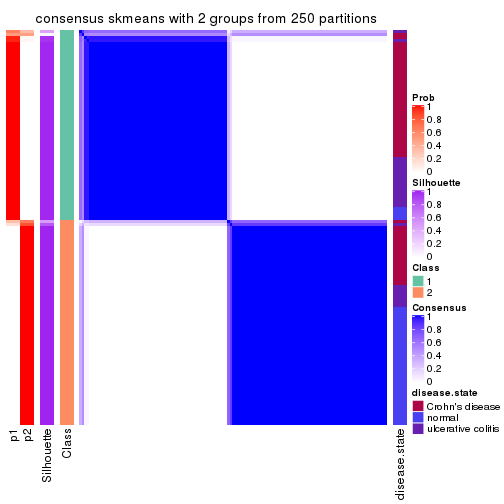 consensus skmeans with 2 groups from 250 partitions
Prob
1
0.8
0.6
0.4
0.2
0
Silhouette
1
0.8
0.6
0.4
0.2
0
Class
1
2
Consensus
1
0.8
0.6
0.4
0.2
0
disease.state
Crohn's disease
normal
ulcerative colitis
p1
p2
Silhouette
Class
disease.state